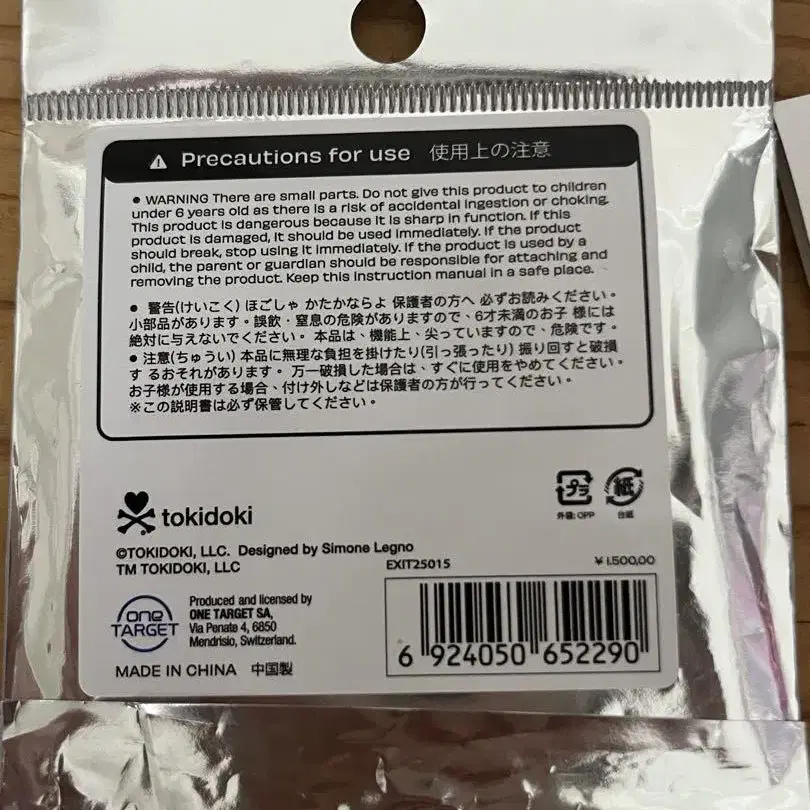 ⚠ Precautions for use 使用上の注意
● WARNING There are small parts. Do not give this product to children
under 6 years old as there is a risk of accidental ingestion or choking.
This product is dangerous because it is sharp in function. If this
product is damaged, it should be used immediately. If the product
should break, stop using it immediately. If the product is used by a
child, the parent or guardian should be responsible for attaching and
removing the product. Keep this instruction manual in a safe place.
● 警告(けいこく) ほごしゃ かたかならよ 保護者の方へ 必ずお読みください。
小部品があります。誤飲・窒息の危険がありますので、6才未満のお子 様には
絶対に与えないでください。 本品は、機能上、尖っていますので、危険です。
● 注意(ちゅうい) 本品に無理な負担を掛けたり(引っ張ったり) 振り回すと破損
す るおそれがあります。 万一破損した場合は、すぐに使用をやめてください。
お子様が使用する場合、付け外しなどは保護者の方が行ってください。
※この説明書は必ず保管してください。
プラ
外袋: OPP
紙
台紙
tokidoki
©TOKIDOKI, LLC. Designed by Simone Legno
TM TOKIDOKI, LLC
EXIT25015
¥1.500,00
one
TARGET
Produced and licensed by
ONE TARGET SA,
Via Penate 4, 6850
Mendrisio, Switzerland.
6 924050 652290
MADE IN CHINA 中国製